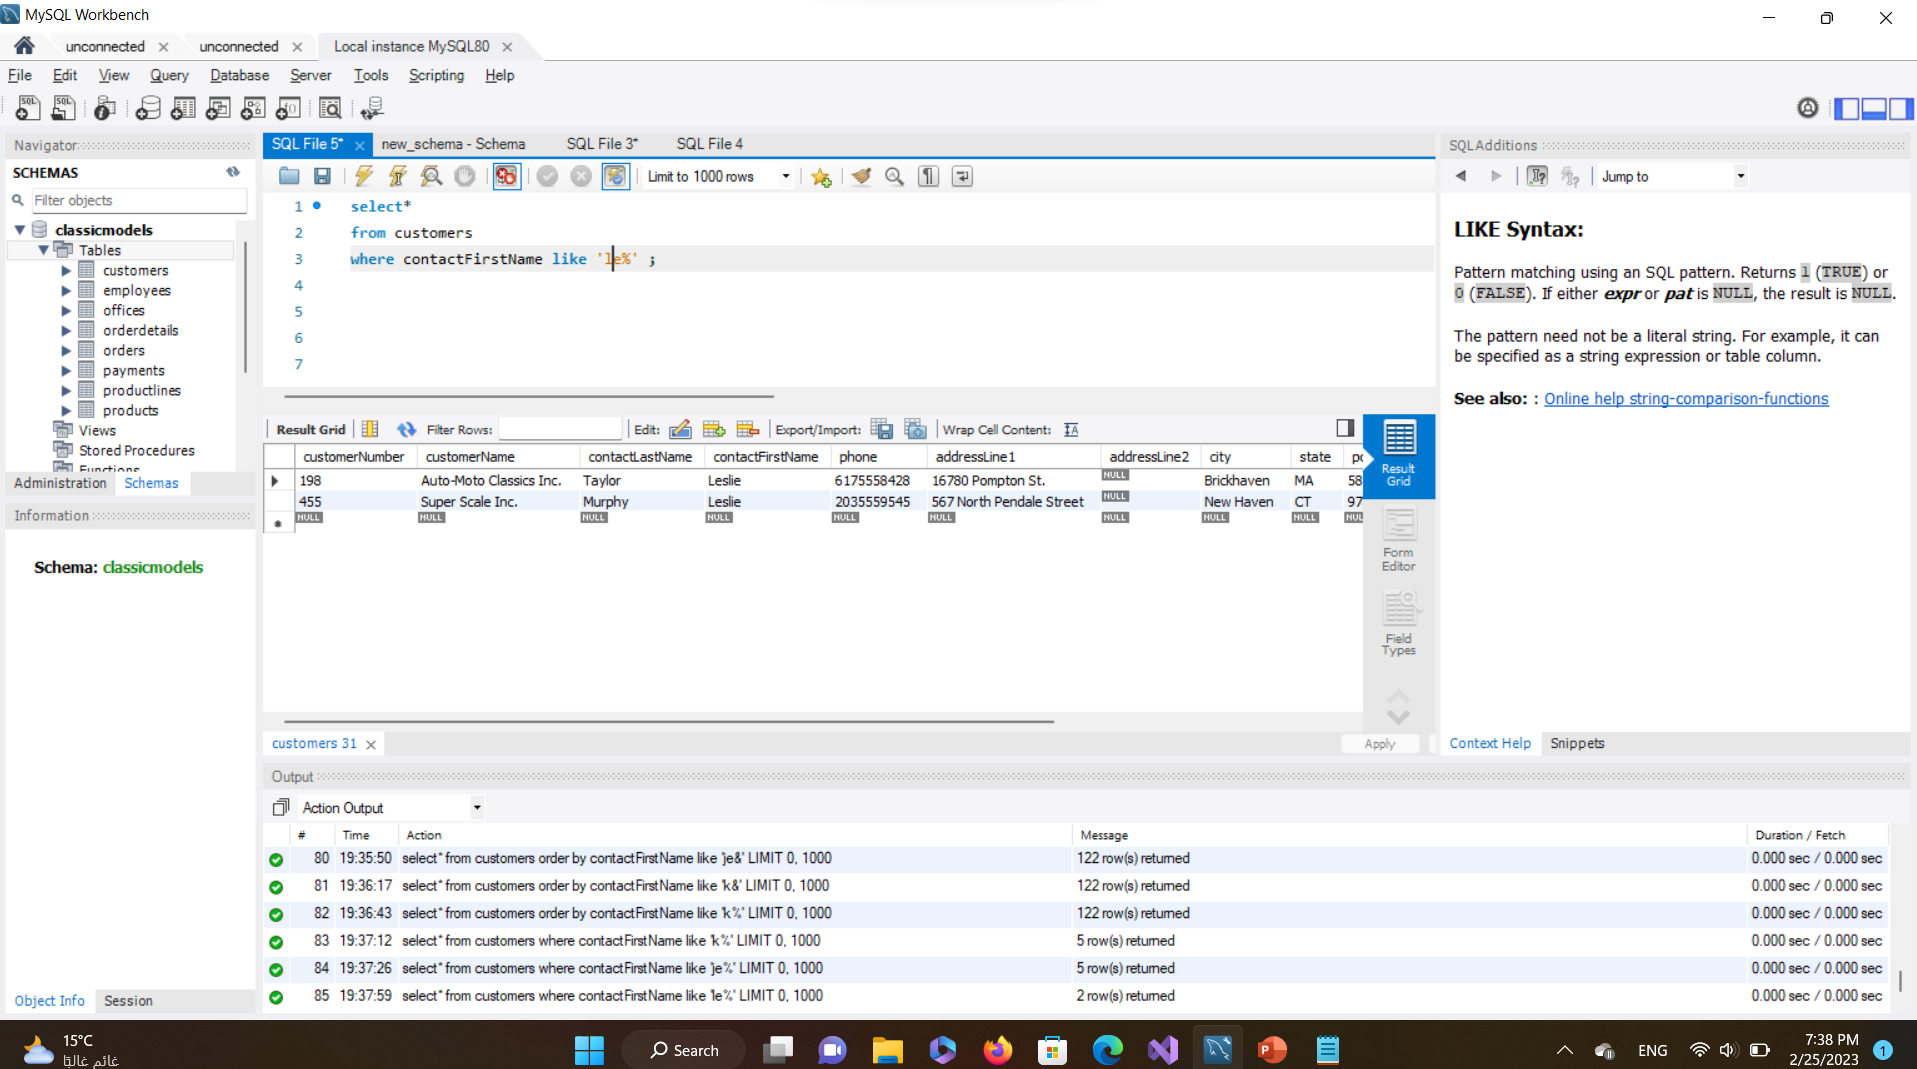 MySQL Workbench
unconnected
unconnected
Local instance MySQL80
File Edit View Query Database Server Tools Scripting Help
Navigator
SCHEMAS
Filter objects
classicmodels
Tables
customers
employees
offices
orderdetails
orders
payments
productlines
products
Views
Stored Procedures
Functions
Administration Schemas
Information
Schema: classicmodels
Object Info Session
SQL File 5* new_schema - Schema SQL File 3* SQL File 4
Limit to 1000 rows
1 select*
2 from customers
3 where contactFirstName like 'le%' ;
4
5
6
7
Result Grid Filter Rows: Edit: Export/Import: Wrap Cell Content:
customerNumber customerName contactLastName contactFirstName phone addressLine1 addressLine2 city state po
198 Auto-Moto Classics Inc. Taylor Leslie 6175558428 16780 Pompton St. NULL Brickhaven MA 58
455 Super Scale Inc. Murphy Leslie 2035559545 567 North Pendale Street NULL New Haven CT 97
NULL NULL NULL NULL NULL NULL NULL NULL NULL NUL
Result
Grid
Form
Editor
Field
Types
customers 31
Apply
SQLAdditions
Jump to
LIKE Syntax:
Pattern matching using an SQL pattern. Returns 1 (TRUE) or
0 (FALSE). If either expr or pat is NULL, the result is NULL.
The pattern need not be a literal string. For example, it can
be specified as a string expression or table column.
See also: : Online help string-comparison-functions
Context Help Snippets
Output
Action Output
# Time Action Message Duration / Fetch
80 19:35:50 select* from customers order by contactFirstName like 'je&' LIMIT 0, 1000 122 row(s) returned 0.000 sec / 0.000 sec
81 19:36:17 select* from customers order by contactFirstName like 'k&' LIMIT 0, 1000 122 row(s) returned 0.000 sec / 0.000 sec
82 19:36:43 select* from customers order by contactFirstName like 'k%' LIMIT 0, 1000 122 row(s) returned 0.000 sec / 0.000 sec
83 19:37:12 select* from customers where contactFirstName like 'k%' LIMIT 0, 1000 5 row(s) returned 0.000 sec / 0.000 sec
84 19:37:26 select* from customers where contactFirstName like 'je%' LIMIT 0, 1000 5 row(s) returned 0.000 sec / 0.000 sec
85 19:37:59 select* from customers where contactFirstName like 'le%' LIMIT 0, 1000 2 row(s) returned 0.000 sec / 0.000 sec
15°C
غائم غالبًا
Search
ENG
7:38 PM
2/25/2023
1